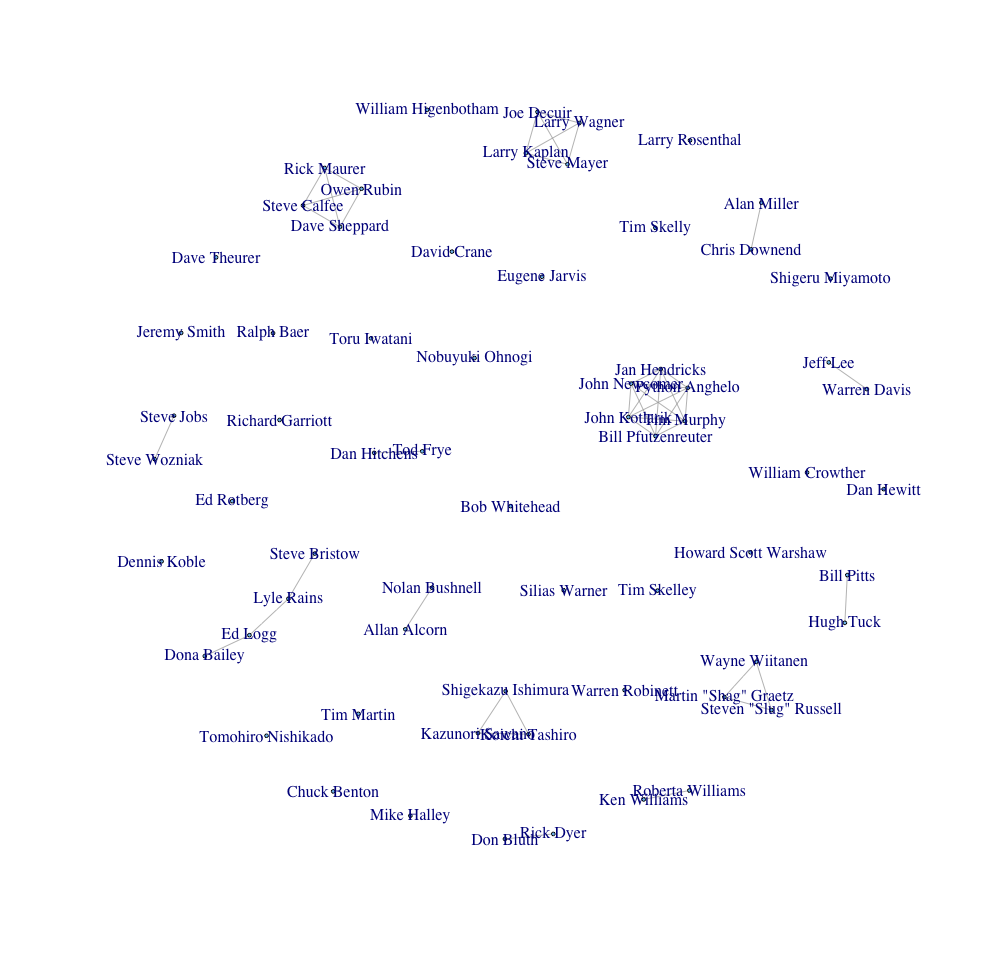 William Higenbotham
Joe Decuir
Larry Wagner
Larry Rosenthal
Larry Kaplan
Steve Mayer
Rick Maurer
Owen Rubin
Steve Calfee
Dave Sheppard
Alan Miller
Tim Skelly
Chris Downend
David Crane
Dave Theurer
Eugene Jarvis
Shigeru Miyamoto
Jeremy Smith
Ralph Baer
Toru Iwatani
Nobuyuki Ohnogi
Jeff Lee
Jan Hendricks
John Newcomer
Python Anghelo
Warren Davis
Steve Jobs
Richard Garriott
John Kotlarik
Tim Murphy
Bill Pfutzenreuter
Dan Hitchens
Tod Frye
Steve Wozniak
William Crowther
Dan Hewitt
Ed Rotberg
Bob Whitehead
Steve Bristow
Howard Scott Warshaw
Dennis Koble
Bill Pitts
Nolan Bushnell
Silias Warner
Tim Skelley
Lyle Rains
Hugh Tuck
Allan Alcorn
Ed Logg
Dona Bailey
Wayne Wiitanen
Shigekazu Ishimura
Warren Robinett
Martin "Shag" Graetz
Steven "Slug" Russell
Tim Martin
Tomohiro Nishikado
Kazunori Sawano
Koichi Tashiro
Chuck Benton
Roberta Williams
Ken Williams
Mike Halley
Rick Dyer
Don Bluth